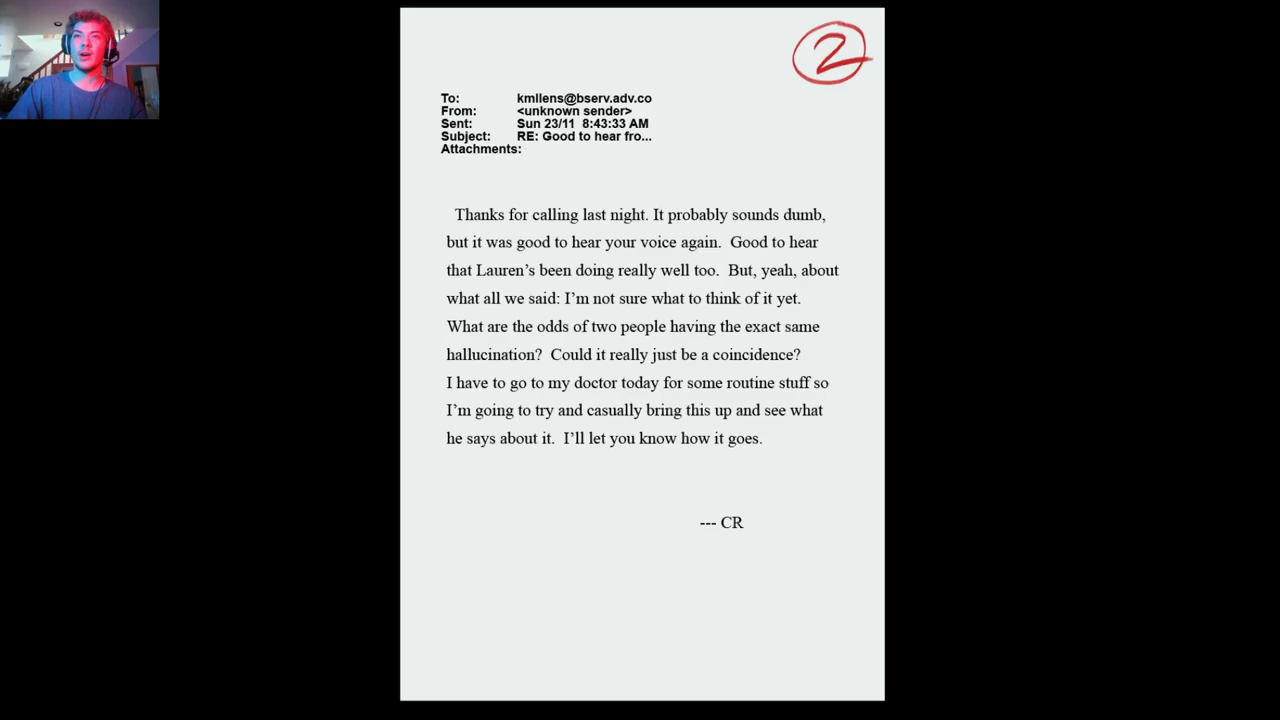 2
To: kmllens@bserv.adv.co
From: <unknown sender>
Sent: Sun 23/11 8:43:33 AM
Subject: RE: Good to hear fro...
Attachments:
Thanks for calling last night. It probably sounds dumb,
but it was good to hear your voice again. Good to hear
that Lauren’s been doing really well too. But, yeah, about
what all we said: I’m not sure what to think of it yet.
What are the odds of two people having the exact same
hallucination? Could it really just be a coincidence?
I have to go to my doctor today for some routine stuff so
I’m going to try and casually bring this up and see what
he says about it. I’ll let you know how it goes.
--- CR